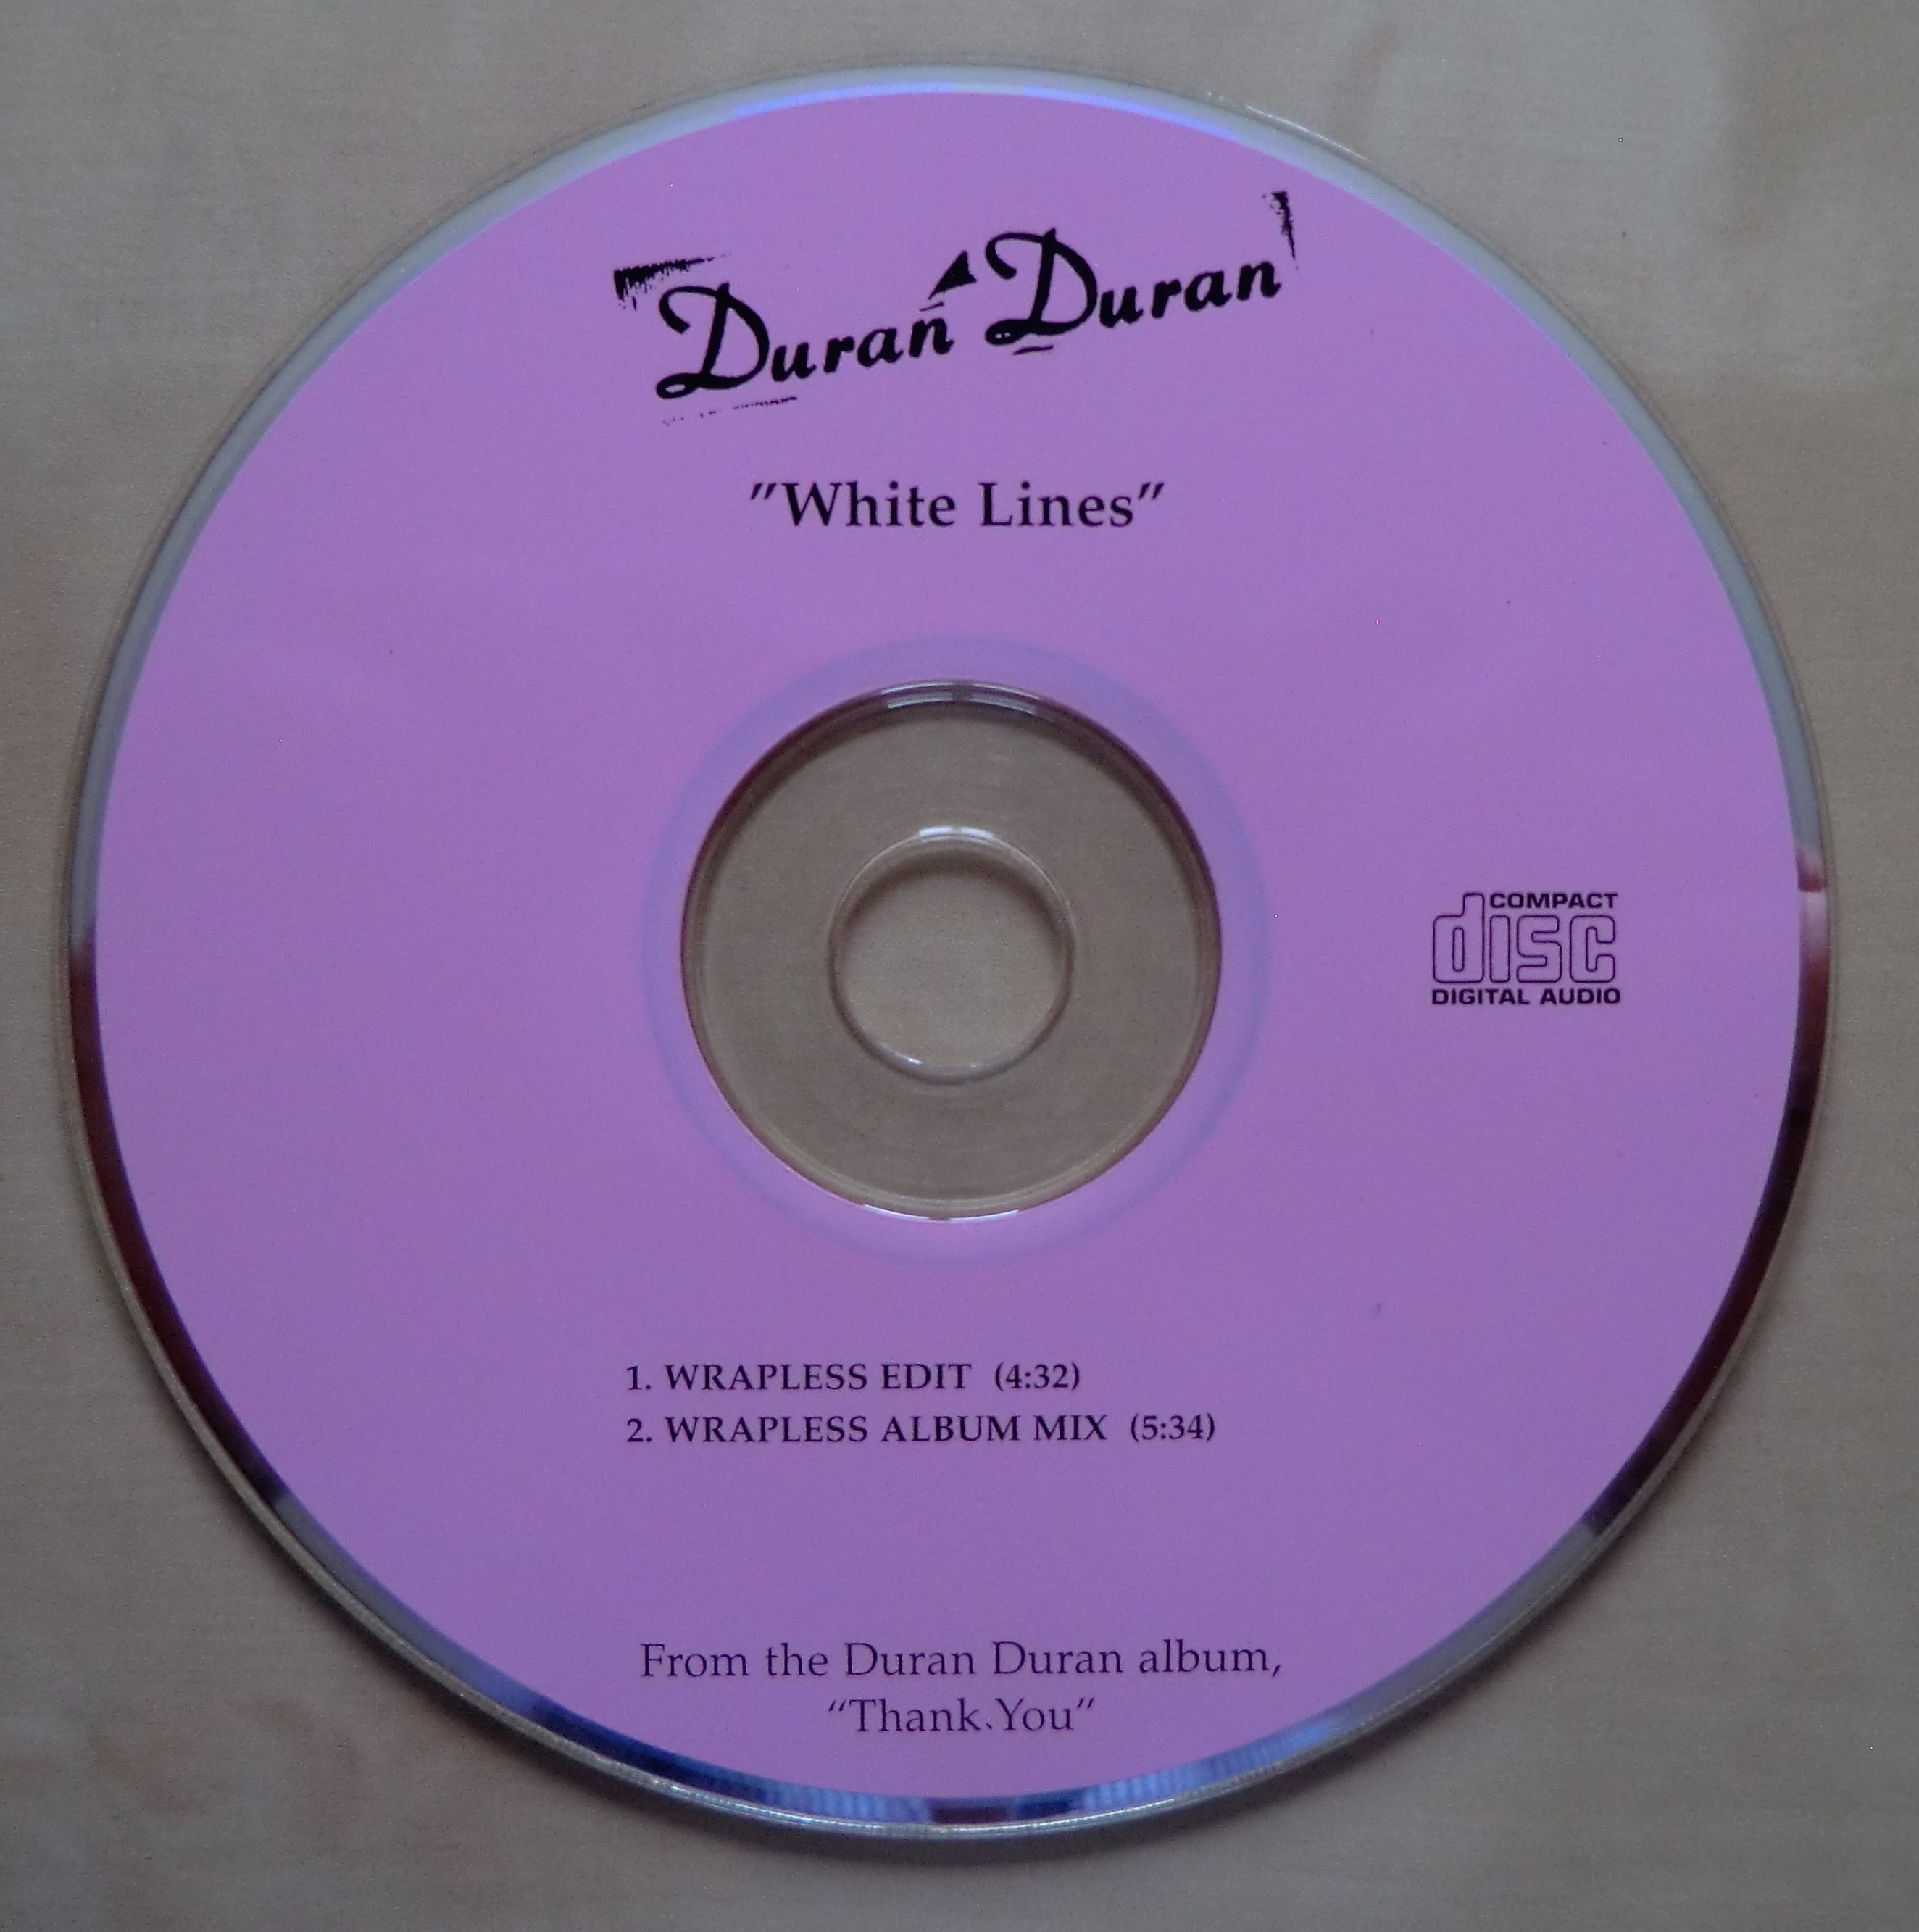 Duran Duran
"White Lines"
COMPACT
disc
DIGITAL AUDIO
1. WRAPLESS EDIT (4:32)
2. WRAPLESS ALBUM MIX (5:34)
From the Duran Duran album,
“Thank You”